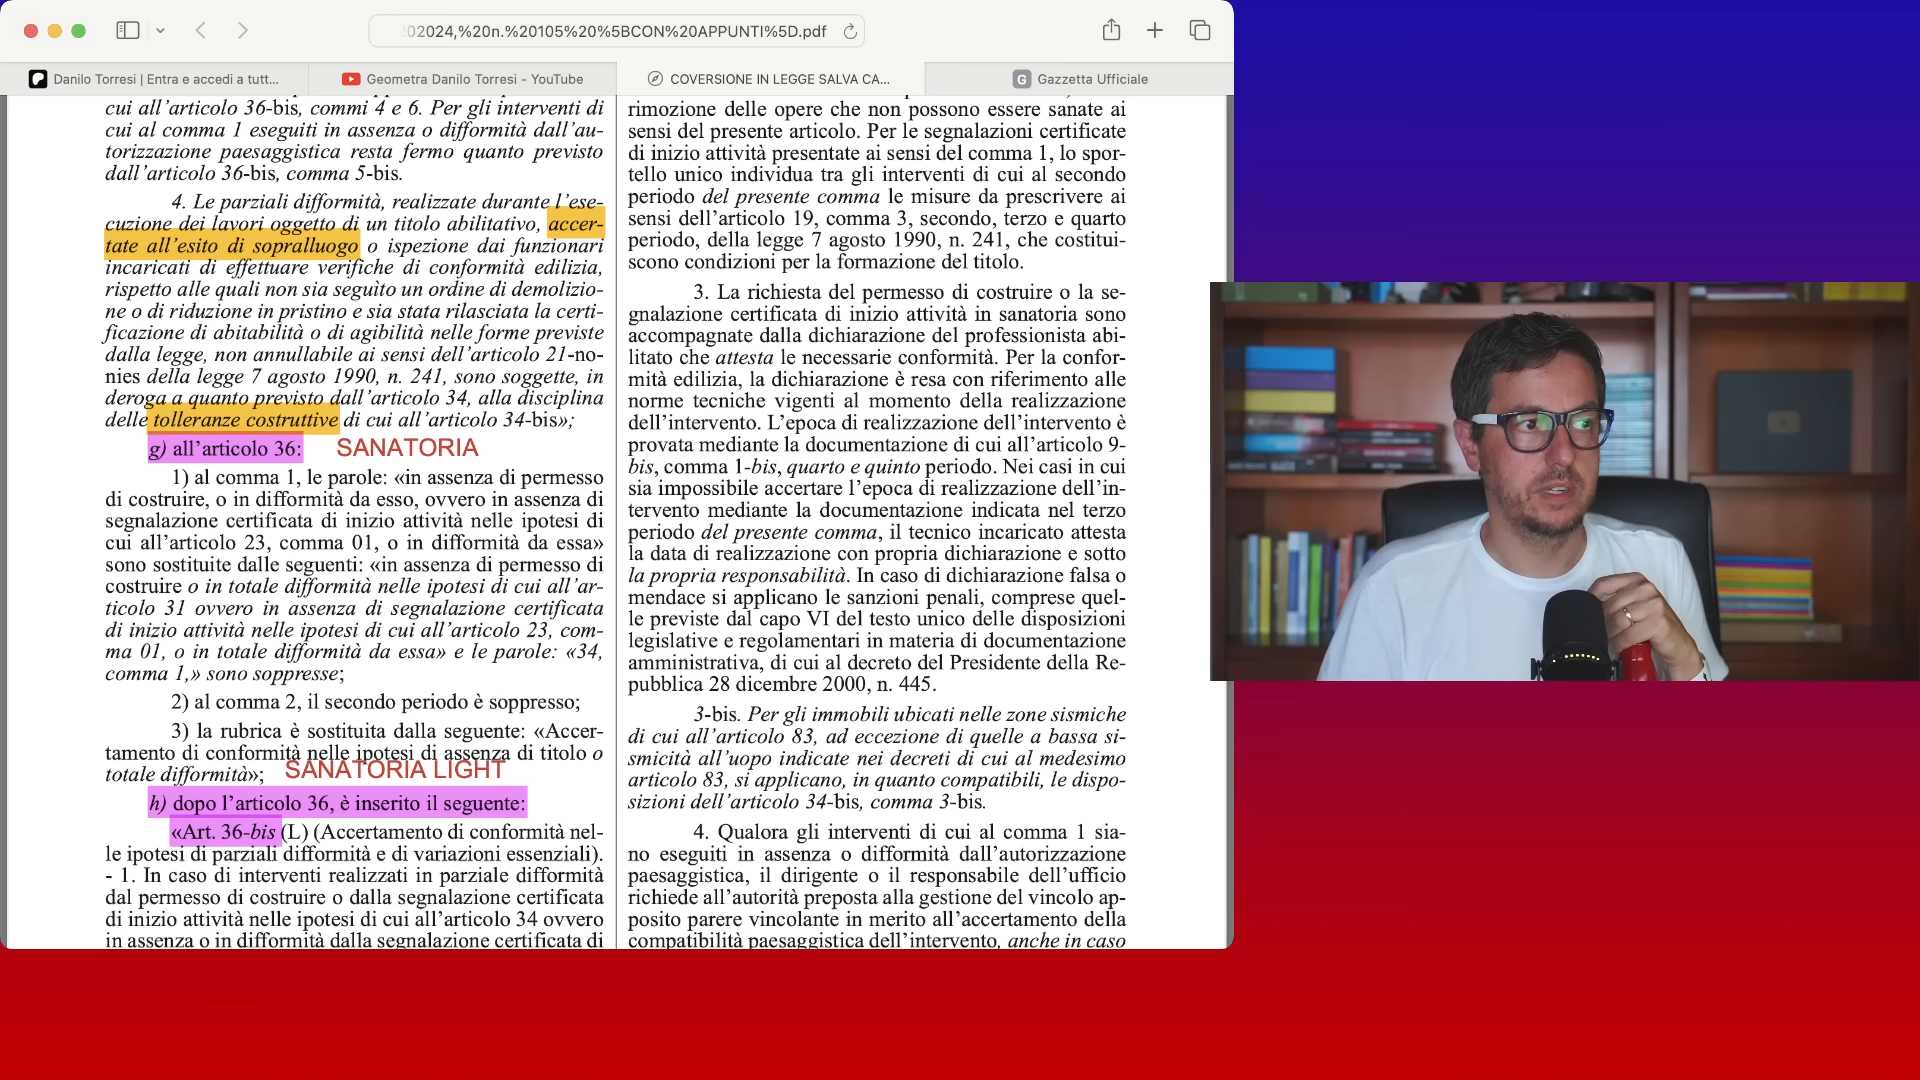 202024,%20n.%20105%20%5BCON%20APPUNTI%5D.pdf
Danilo Torresi | Entra e accedi a tutt...
Geometra Danilo Torresi - YouTube
COVERSIONE IN LEGGE SALVA CA...
G Gazzetta Ufficiale
cui all'articolo 36-bis, commi 4 e 6. Per gli interventi di
cui al comma 1 eseguiti in assenza o difformità dall'au-
torizzazione paesaggistica resta fermo quanto previsto
dall'articolo 36-bis, comma 5-bis.
4. Le parziali difformità, realizzate durante l'ese-
cuzione dei lavori oggetto di un titolo abilitativo, accer-
tate all'esito di sopralluogo o ispezione dai funzionari
incaricati di effettuare verifiche di conformità edilizia,
rispetto alle quali non sia seguìto un ordine di demolizio-
ne o di riduzione in pristino e sia stata rilasciata la certi-
ficazione di abitabilità o di agibilità nelle forme previste
dalla legge, non annullabile ai sensi dell'articolo 21-no-
nies della legge 7 agosto 1990, n. 241, sono soggette, in
deroga a quanto previsto dall'articolo 34, alla disciplina
delle tolleranze costruttive di cui all'articolo 34-bis»;
g) all'articolo 36: SANATORIA
1) al comma 1, le parole: «in assenza di permesso
di costruire, o in difformità da esso, ovvero in assenza di
segnalazione certificata di inizio attività nelle ipotesi di
cui all'articolo 23, comma 01, o in difformità da essa»
sono sostituite dalle seguenti: «in assenza di permesso di
costruire o in totale difformità nelle ipotesi di cui all'ar-
ticolo 31 ovvero in assenza di segnalazione certificata
di inizio attività nelle ipotesi di cui all'articolo 23, com-
ma 01, o in totale difformità da essa» e le parole: «34,
comma 1,» sono soppresse;
2) al comma 2, il secondo periodo è soppresso;
3) la rubrica è sostituita dalla seguente: «Accer-
tamento di conformità nelle ipotesi di assenza di titolo o
totale difformità»; SANATORIA LIGHT
h) dopo l'articolo 36, è inserito il seguente:
«Art. 36-bis (L) (Accertamento di conformità nel-
le ipotesi di parziali difformità e di variazioni essenziali).
- 1. In caso di interventi realizzati in parziale difformità
dal permesso di costruire o dalla segnalazione certificata
di inizio attività nelle ipotesi di cui all'articolo 34 ovvero
in assenza o in difformità dalla segnalazione certificata di
rimozione delle opere che non possono essere sanate ai
sensi del presente articolo. Per le segnalazioni certificate
di inizio attività presentate ai sensi del comma 1, lo spor-
tello unico individua tra gli interventi di cui al secondo
periodo del presente comma le misure da prescrivere ai
sensi dell'articolo 19, comma 3, secondo, terzo e quarto
periodo, della legge 7 agosto 1990, n. 241, che costitui-
scono condizioni per la formazione del titolo.
3. La richiesta del permesso di costruire o la se-
gnalazione certificata di inizio attività in sanatoria sono
accompagnate dalla dichiarazione del professionista abi-
litato che attesta le necessarie conformità. Per la confor-
mità edilizia, la dichiarazione è resa con riferimento alle
norme tecniche vigenti al momento della realizzazione
dell'intervento. L'epoca di realizzazione dell'intervento è
provata mediante la documentazione di cui all'articolo 9-
bis, comma 1-bis, quarto e quinto periodo. Nei casi in cui
sia impossibile accertare l'epoca di realizzazione dell'in-
tervento mediante la documentazione indicata nel terzo
periodo del presente comma, il tecnico incaricato attesta
la data di realizzazione con propria dichiarazione e sotto
la propria responsabilità. In caso di dichiarazione falsa o
mendace si applicano le sanzioni penali, comprese quel-
le previste dal capo VI del testo unico delle disposizioni
legislative e regolamentari in materia di documentazione
amministrativa, di cui al decreto del Presidente della Re-
pubblica 28 dicembre 2000, n. 445.
3-bis. Per gli immobili ubicati nelle zone sismiche
di cui all'articolo 83, ad eccezione di quelle a bassa si-
smicità all'uopo indicate nei decreti di cui al medesimo
articolo 83, si applicano, in quanto compatibili, le dispo-
sizioni dell'articolo 34-bis, comma 3-bis.
4. Qualora gli interventi di cui al comma 1 sia-
no eseguiti in assenza o difformità dall'autorizzazione
paesaggistica, il dirigente o il responsabile dell'ufficio
richiede all'autorità preposta alla gestione del vincolo ap-
posito parere vincolante in merito all'accertamento della
compatibilità paesaggistica dell'intervento, anche in caso